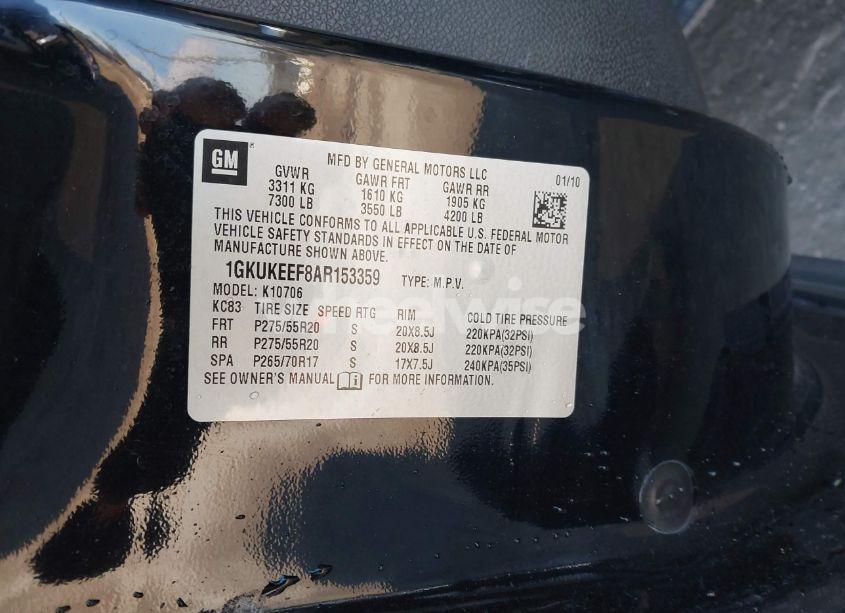 GM
MFD BY GENERAL MOTORS LLC
01/10
GVWR GAWR FRT GAWR RR
3311 KG 1610 KG 1905 KG
7300 LB 3550 LB 4200 LB
THIS VEHICLE CONFORMS TO ALL APPLICABLE U.S. FEDERAL MOTOR
VEHICLE SAFETY STANDARDS IN EFFECT ON THE DATE OF
MANUFACTURE SHOWN ABOVE.
1GKUKEEF8AR153359 TYPE: M.P.V.
MODEL: K10706
KC83 TIRE SIZE SPEED RTG RIM COLD TIRE PRESSURE
FRT P275/55R20 S 20X8.5J 220KPA(32PSI)
RR P275/55R20 S 20X8.5J 220KPA(32PSI)
SPA P265/70R17 S 17X7.5J 240KPA(35PSI)
SEE OWNER'S MANUAL FOR MORE INFORMATION.